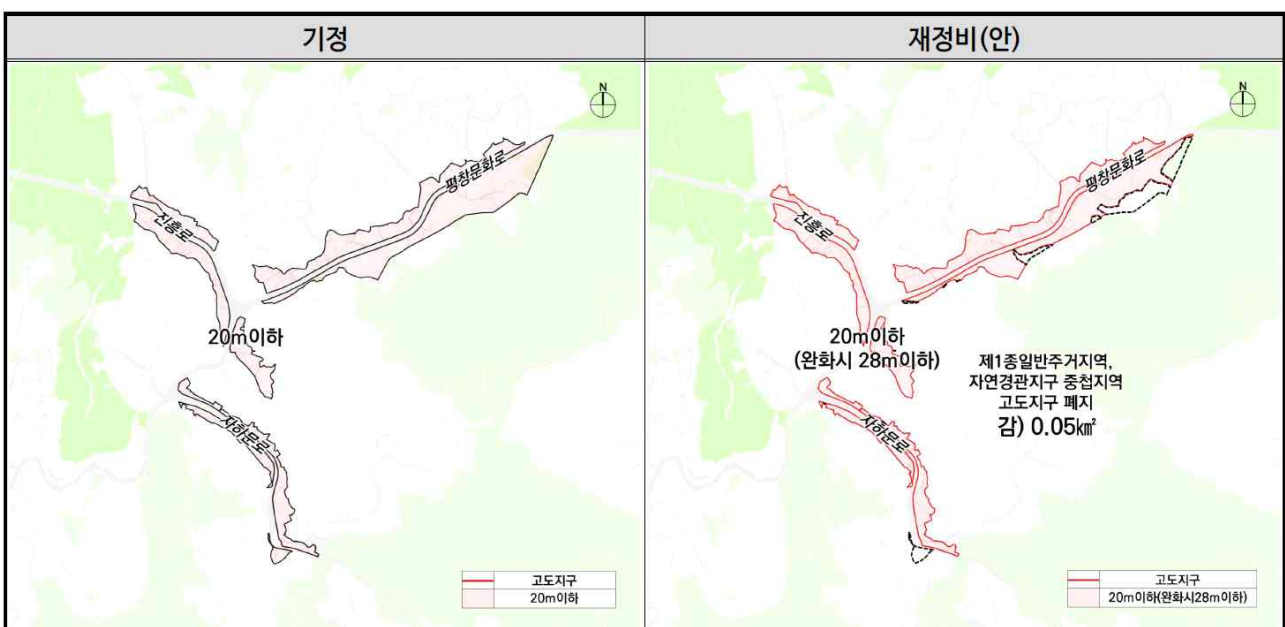 기정
재정비(안)
N
평창문화로
진흥로
20m이하
자하문로
고도지구
20m이하
N
평창문화로
진흥로
20m이하
(완화시 28m이하)
제1종일반주거지역,
자연경관지구 중첩지역
고도지구 폐지
감) 0.05㎢
자하문로
고도지구
20m이하(완화시28m이하)